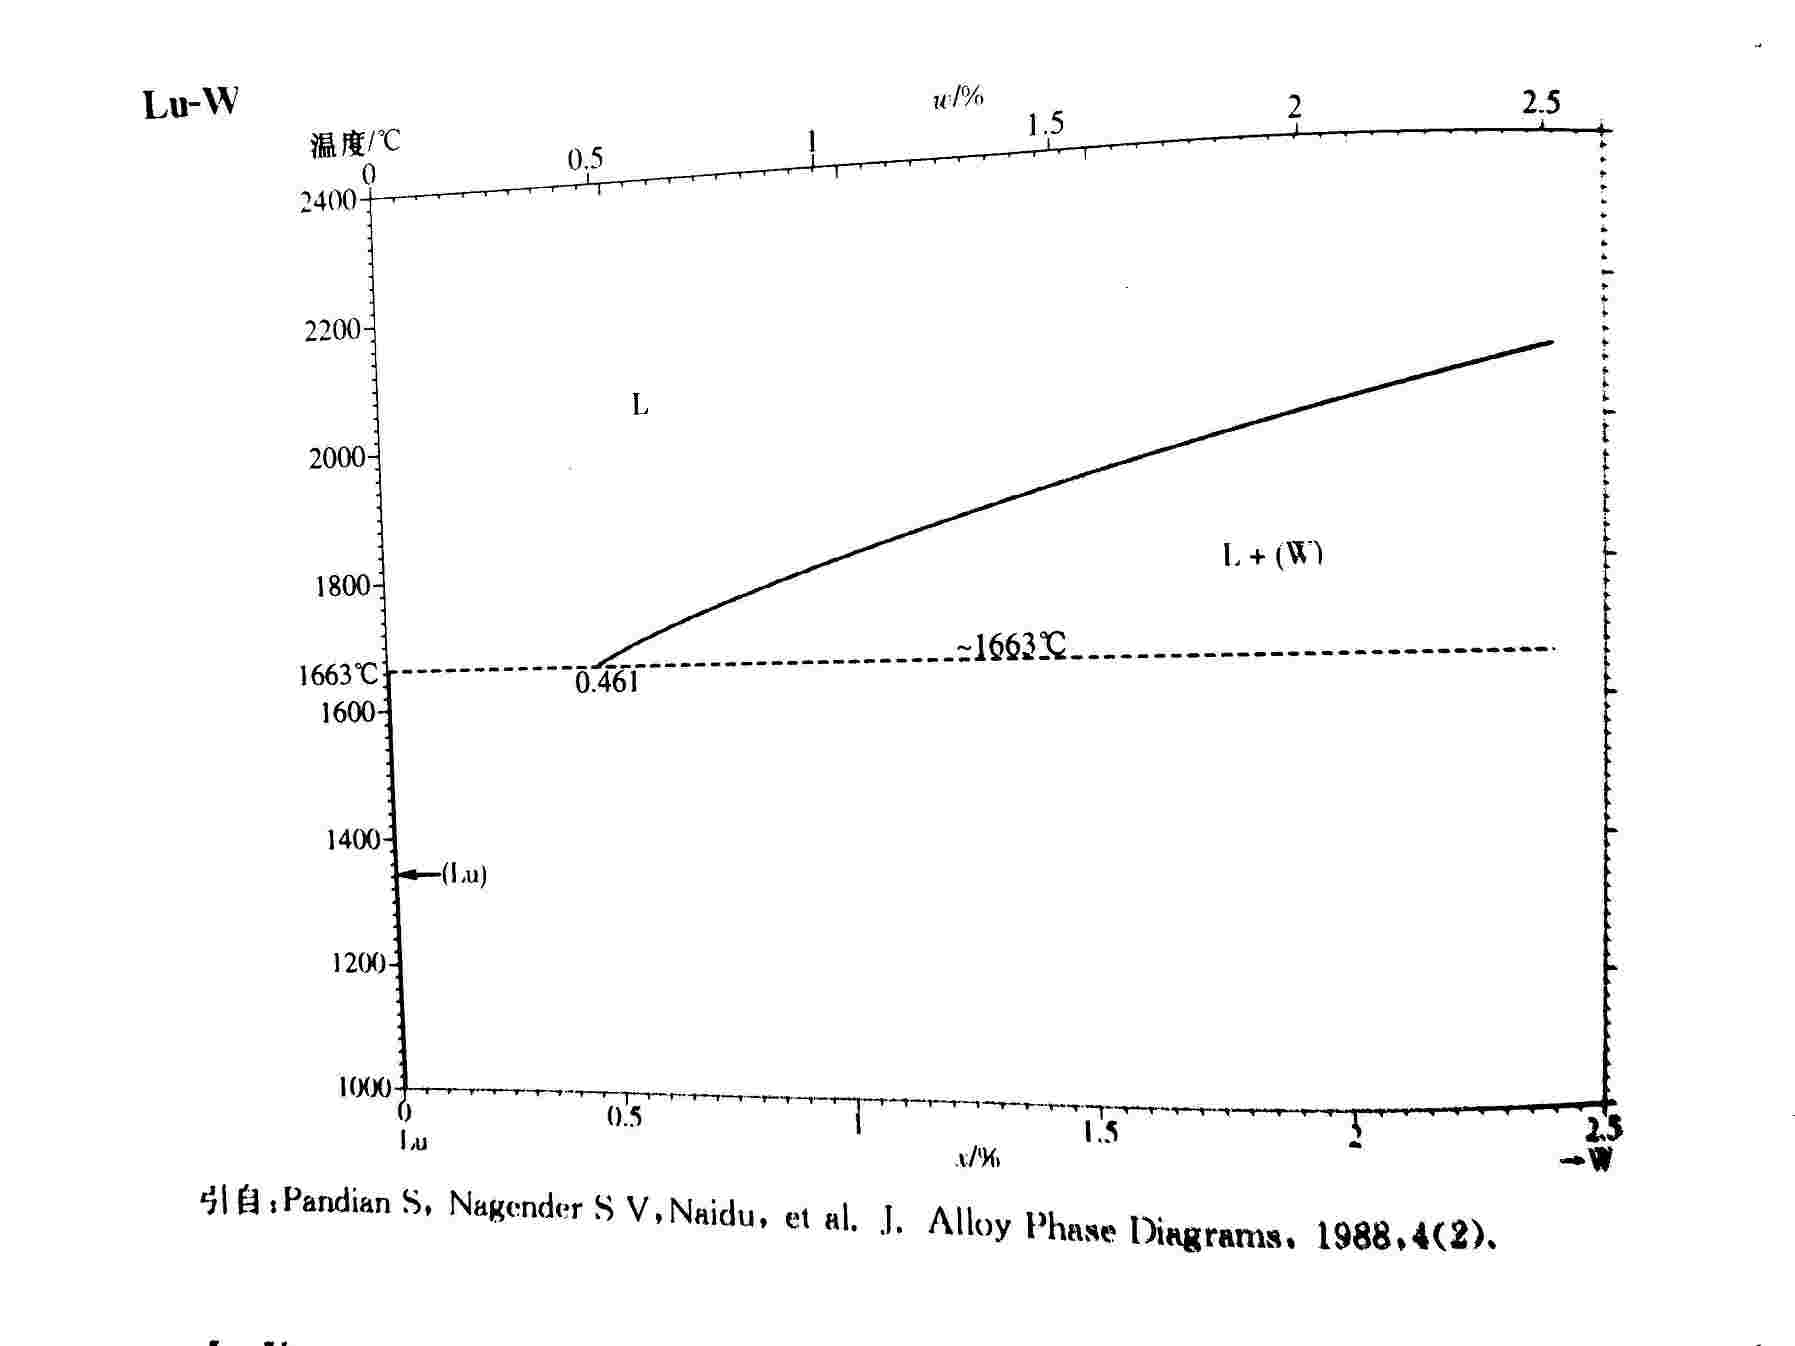 Lu-W
w/%
温度/℃
0 0.5 1 1.5 2 2.5
2400
2200
L
2000
L + (W)
1800
~1663℃
1663℃
0.461
1600
1400
(Lu)
1200
1000
0 0.5 1 1.5 2 2.5
Lu x/% →W
引自:Pandian S, Nagender S V, Naidu, et al. J. Alloy Phase Diagrams, 1988,4(2).